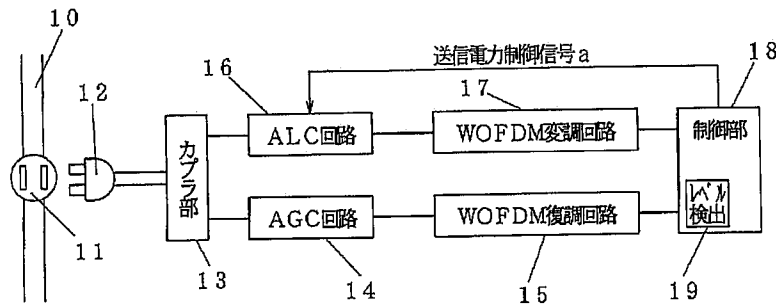 10
12
16
送信電力制御信号a
17
18
ALC回路
WOFDM変調回路
制御部
カプラ部
レベル
検出
AGC回路
WOFDM復調回路
11
13
14
15
19